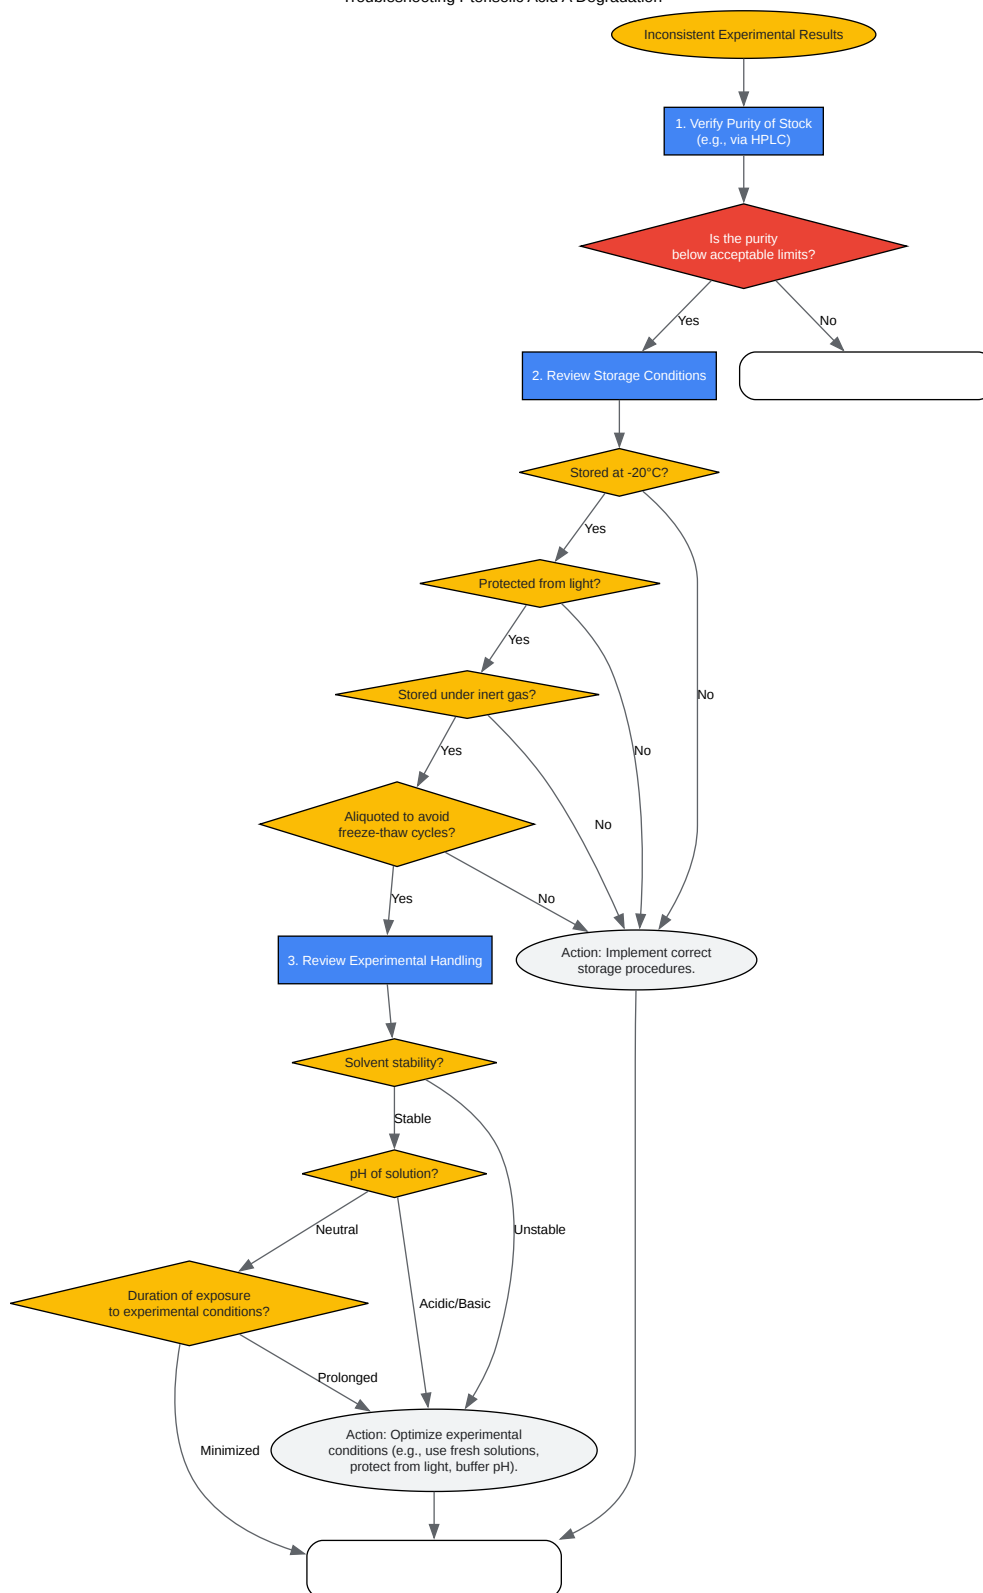 Troubleshooting Pterisolic Acid A Degradation
Inconsistent Experimental Results
1. Verify Purity of Stock
(e.g., via HPLC)
Is the purity
below acceptable limits?
Yes
No
2. Review Storage Conditions
Stored at -20°C?
Yes
Protected from light?
Yes
No
Stored under inert gas?
Yes
No
Aliquoted to avoid
freeze-thaw cycles?
No
Yes
No
3. Review Experimental Handling
Action: Implement correct
storage procedures.
Solvent stability?
Stable
pH of solution?
Neutral
Unstable
Duration of exposure
to experimental conditions?
Acidic/Basic
Prolonged
Minimized
Action: Optimize experimental
conditions (e.g., use fresh solutions,
protect from light, buffer pH).